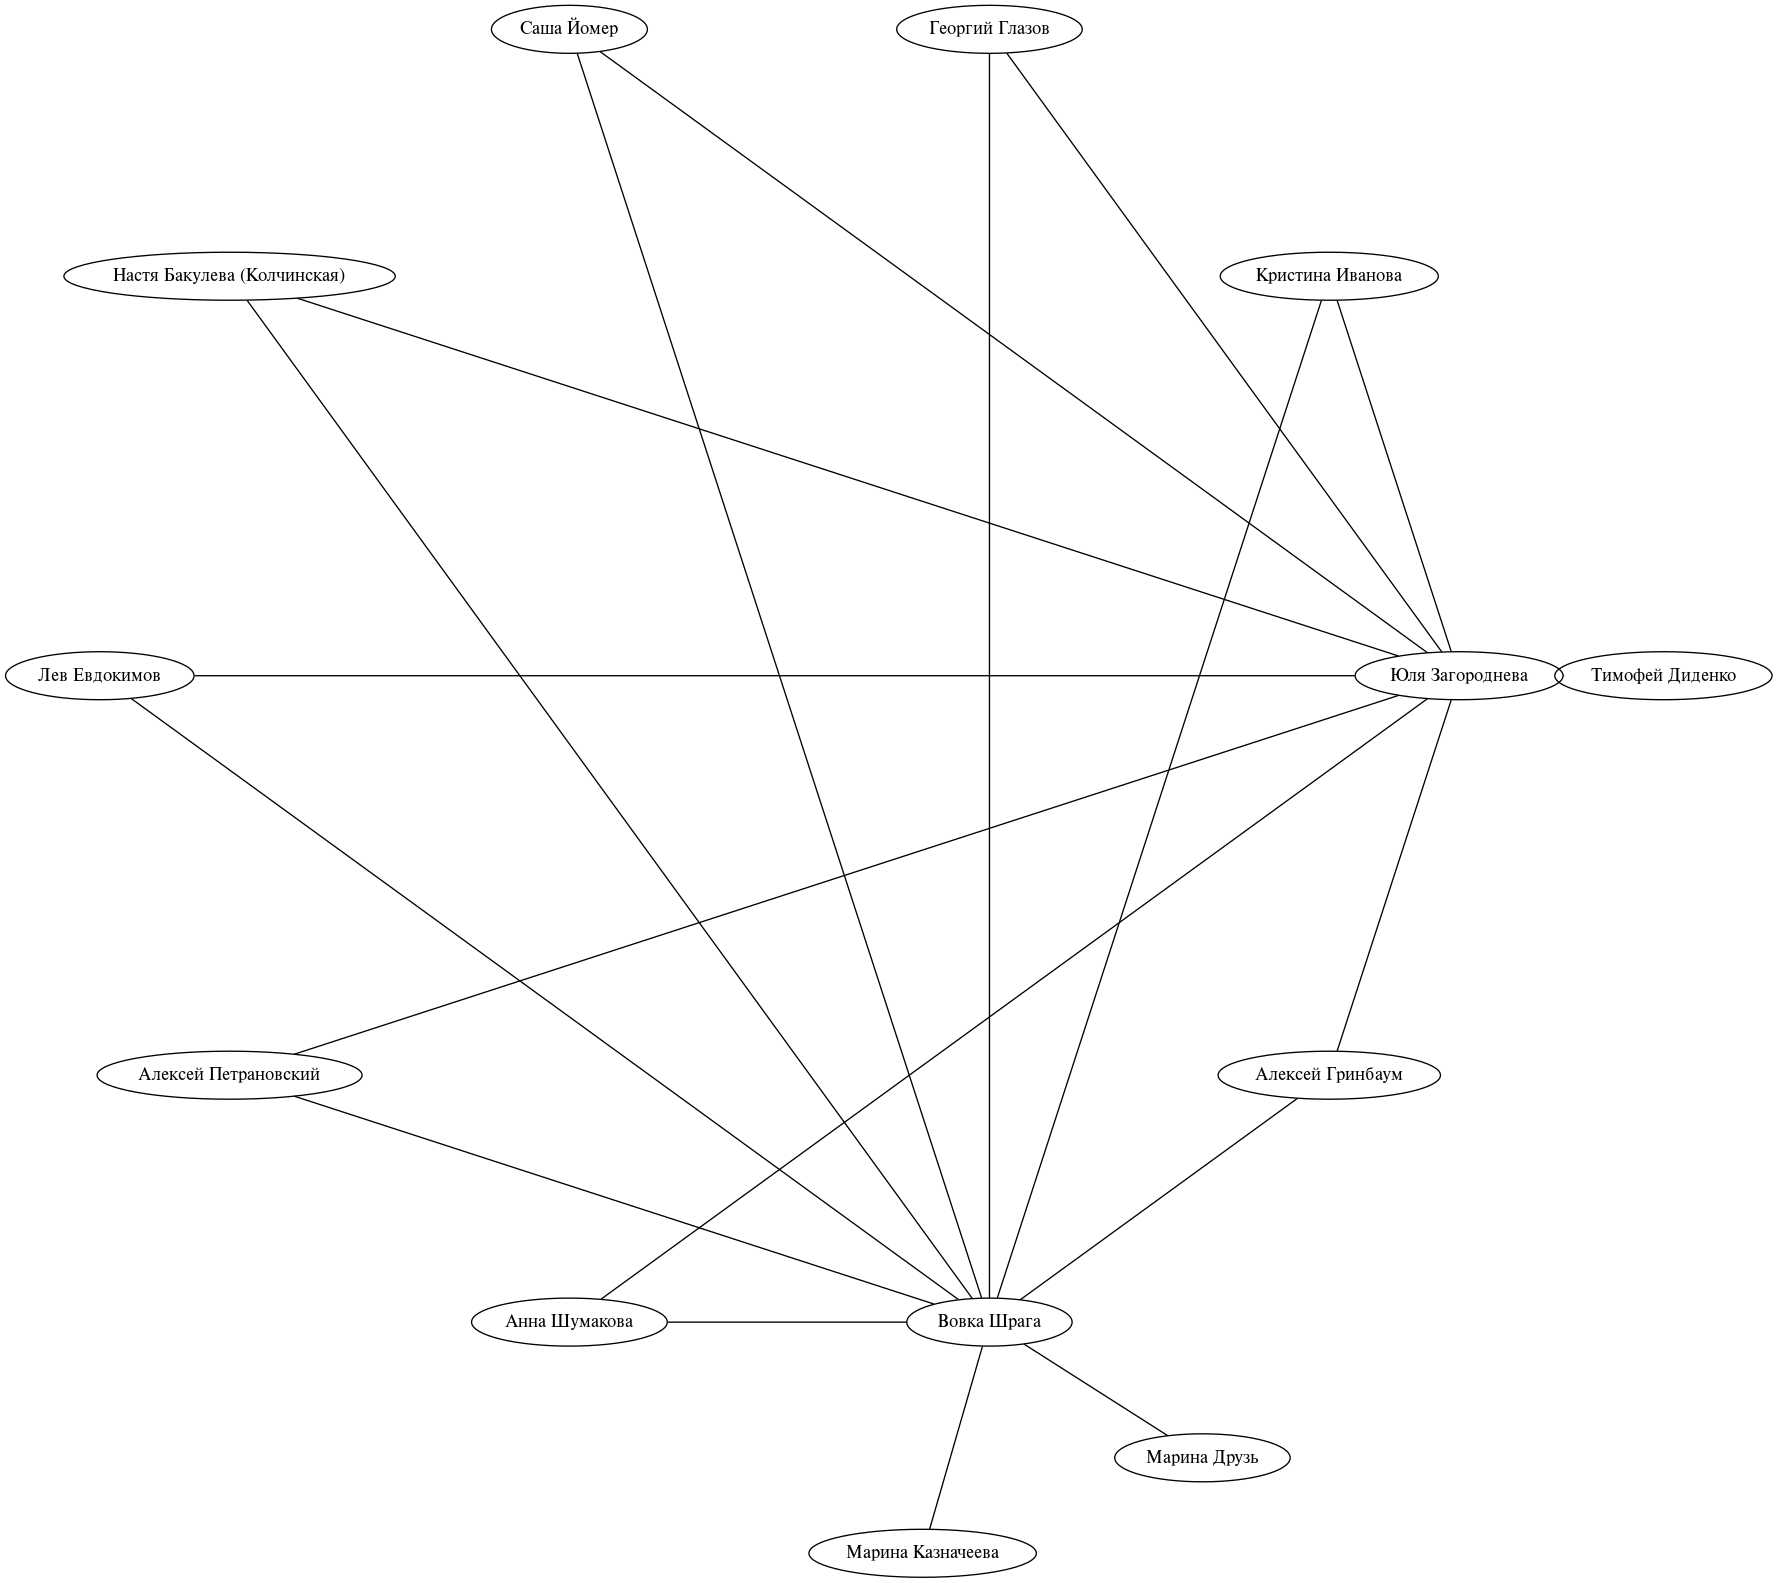 Саша Йомер
Георгий Глазов
Настя Бакулева (Колчинская)
Кристина Иванова
Лев Евдокимов
Юля Загороднева
Тимофей Диденко
Алексей Петрановский
Алексей Гринбаум
Анна Шумакова
Вовка Шрага
Марина Друзь
Марина Казначеева